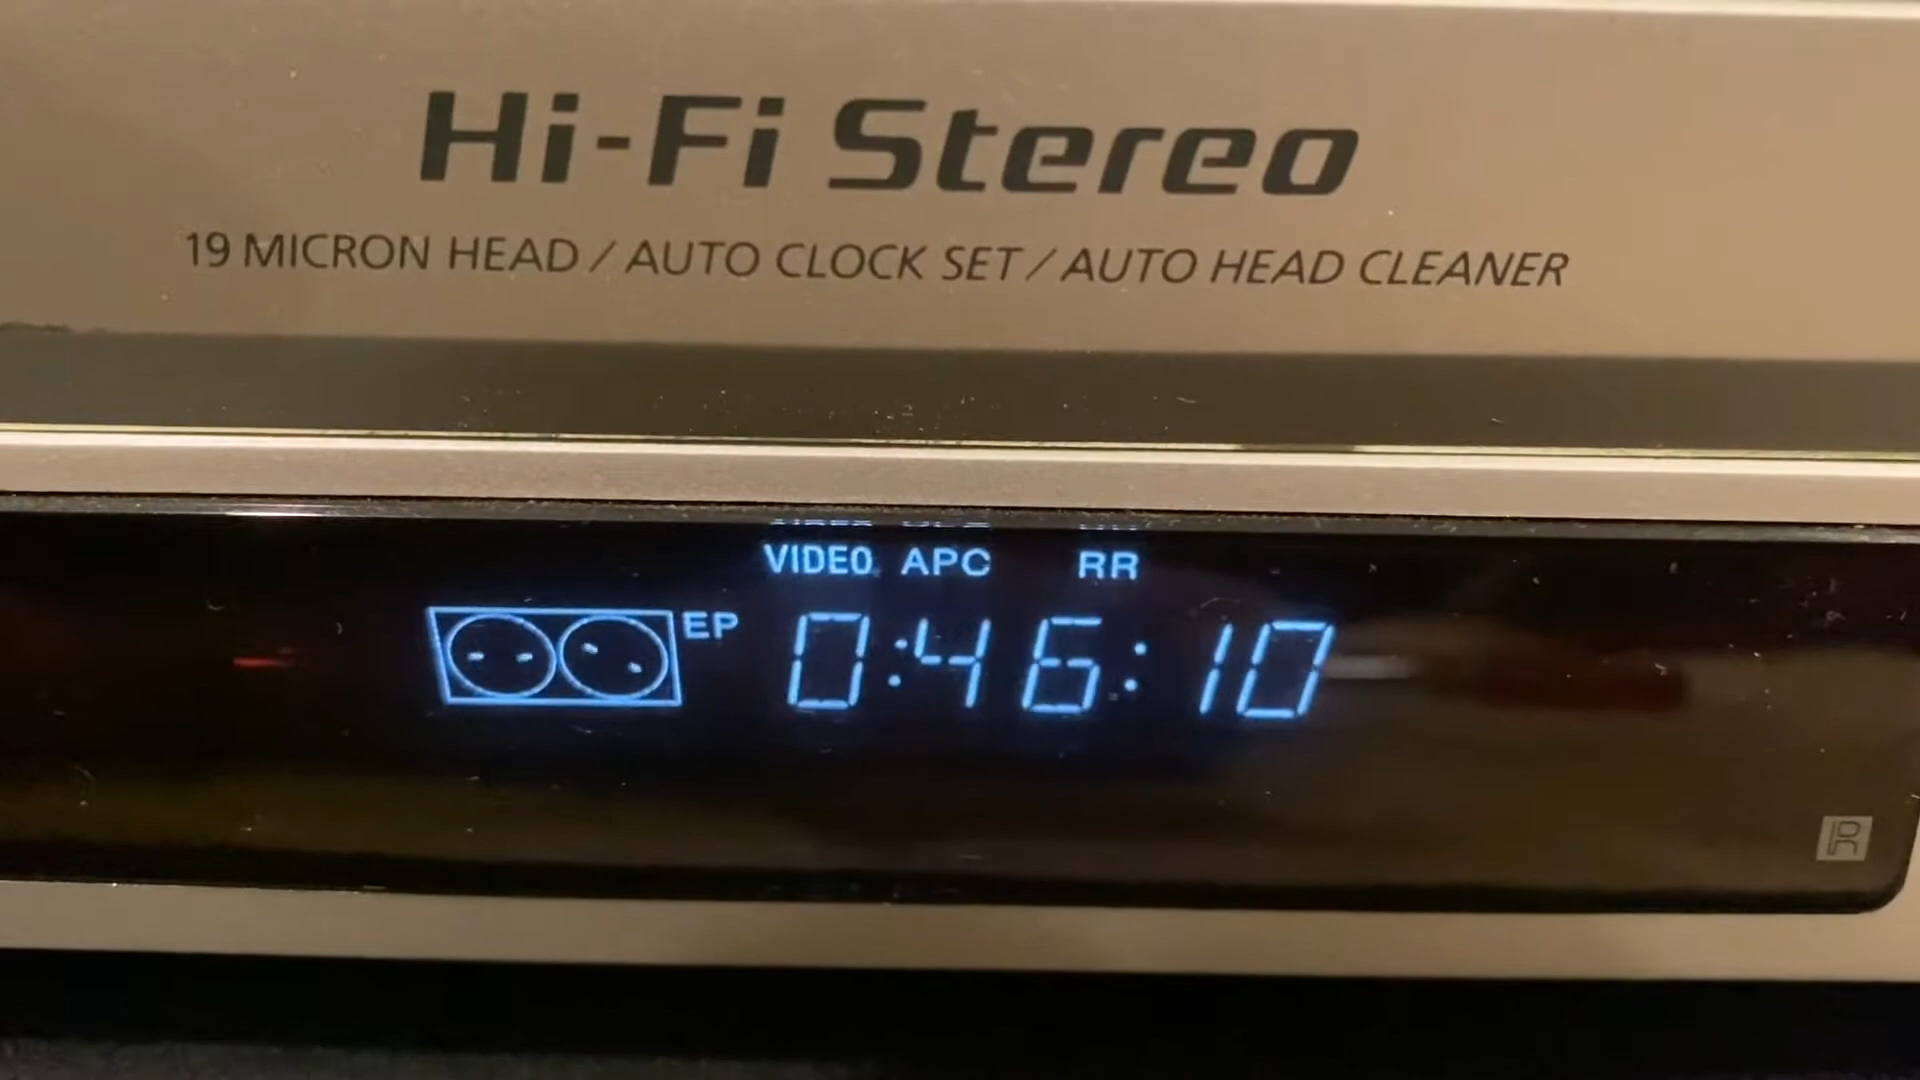 Hi-Fi Stereo
19 MICRON HEAD / AUTO CLOCK SET / AUTO HEAD CLEANER
VIDEO APC RR
EP 0:46:10
R